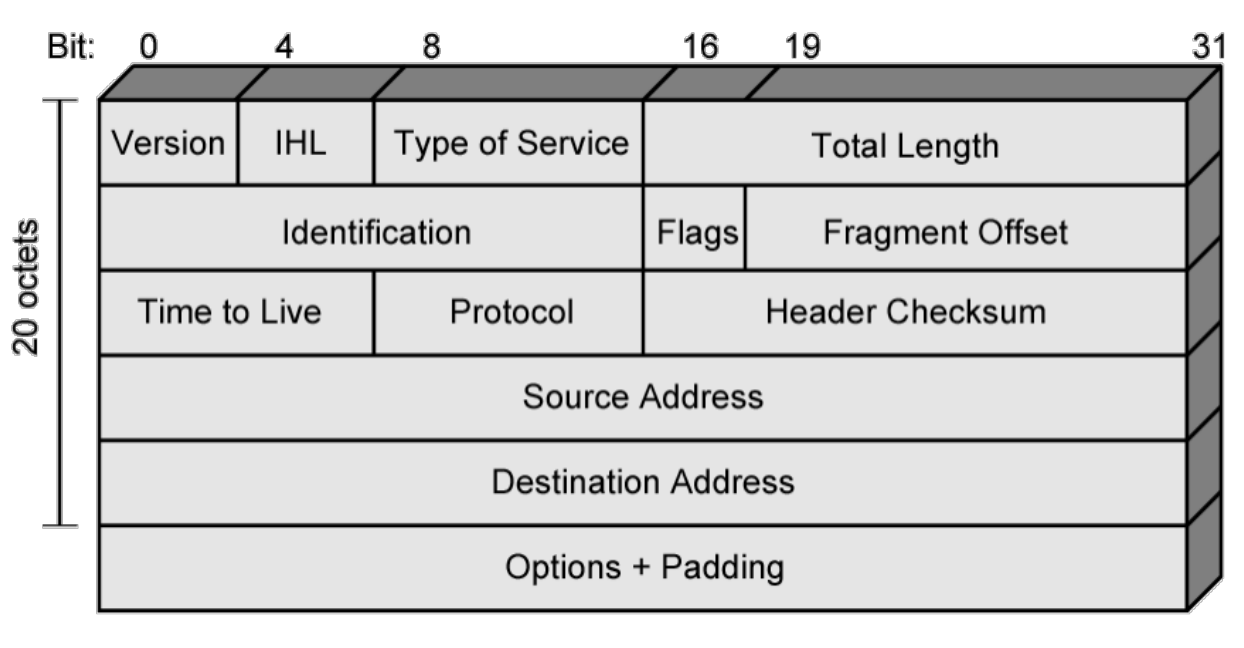 Bit: 0 4 8 16 19 31
Version IHL Type of Service Total Length
Identification Flags Fragment Offset
Time to Live Protocol Header Checksum
Source Address
Destination Address
Options + Padding
20 octets